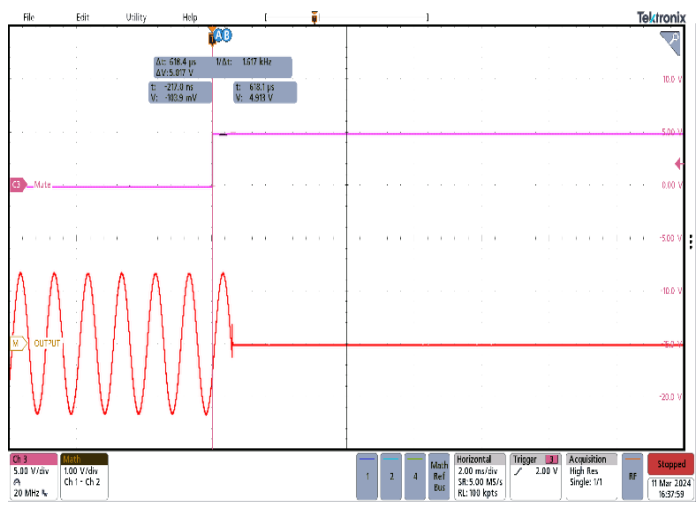 File Edit Utility Help [ T ] Tektronix
T A B
Δt: 618.4 µs 1/Δt: 1.617 kHz
ΔV: 5.017 V
t: -217.0 ns t: 618.1 µs
V: -103.9 mV V: 4.913 V
10.0 V
5.00 V
C3 Mute 0.00 V
-5.00 V
-10.0 V
M OUTPUT
-20.0 V
Ch 3 Math Math Horizontal Trigger 3 Acquisition Stopped
5.00 V/div 1.00 V/div 1 2 4 Ref 2.00 ms/div 2.00 V High Res RF
Ch 1 - Ch 2 Bus SR: 5.00 MS/s Single: 1/1 11 Mar 2024
20 MHz RL: 100 kpts 16:37:59